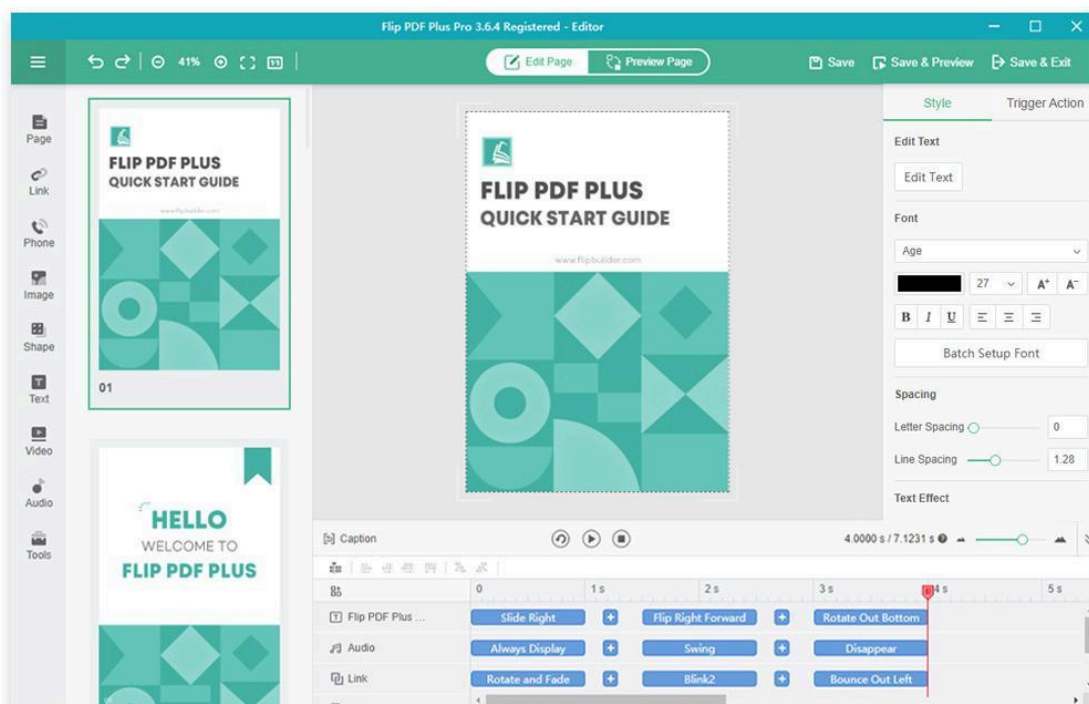 Flip PDF Plus Pro 3.6.4 Registered - Editor
41%
1:1
Edit Page
Preview Page
Save
Save & Preview
Save & Exit
Page
Link
Phone
Image
Shape
Text
Video
Audio
Tools
FLIP PDF PLUS
QUICK START GUIDE
www.flipbuilder.com
01
HELLO
WELCOME TO
FLIP PDF PLUS
FLIP PDF PLUS
QUICK START GUIDE
www.flipbuilder.com
Style
Trigger Action
Edit Text
Edit Text
Font
Age
27
A+
A-
B I U
Batch Setup Font
Spacing
Letter Spacing
0
Line Spacing
1.28
Text Effect
Caption
4.0000 s / 7.1231 s
0 1 s 2 s 3 s 4 s 5 s
Flip PDF Plus ...
Slide Right
Flip Right Forward
Rotate Out Bottom
Audio
Always Display
Swing
Disappear
Link
Rotate and Fade
Blink2
Bounce Out Left